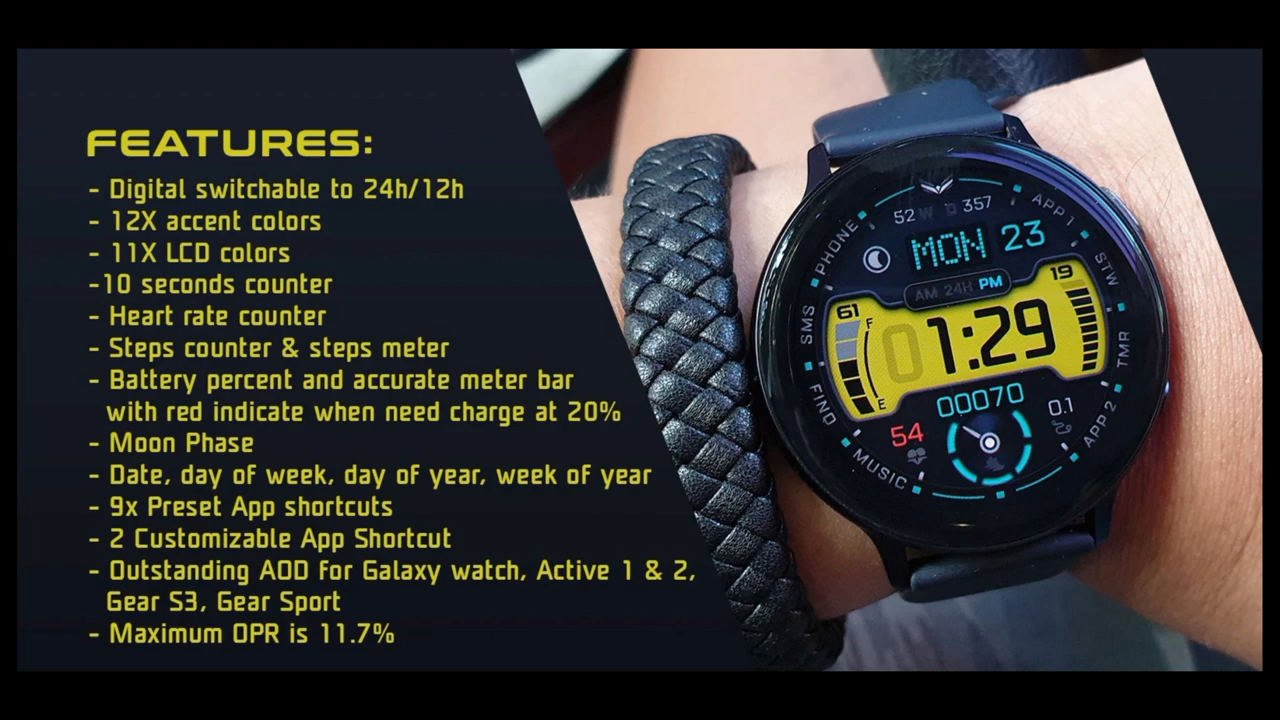 FEATURES:
- Digital switchable to 24h/12h
- 12X accent colors
- 11X LCD colors
-10 seconds counter
- Heart rate counter
- Steps counter & steps meter
- Battery percent and accurate meter bar
with red indicate when need charge at 20%
- Moon Phase
- Date, day of week, day of year, week of year
- 9x Preset App shortcuts
- 2 Customizable App Shortcut
- Outstanding AOD for Galaxy watch, Active 1 & 2,
Gear S3, Gear Sport
- Maximum OPR is 11.7%
52 W D 357
APP 1
PHONE
MON 23
STW
AM 24H PM
61
19
SMS
F
01:29
TMR
E
FIND
00070
0.1
APP 2
54
MUSIC